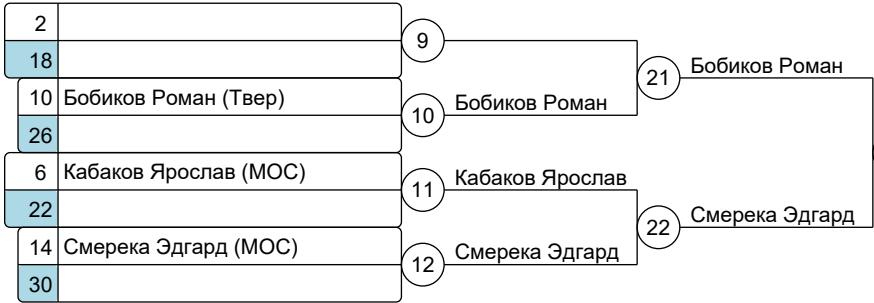 2
18
9
10 Бобиков Роман (Твер)
26
10
Бобиков Роман
21
Бобиков Роман
6 Кабаков Ярослав (МОС)
22
11
Кабаков Ярослав
14 Смерека Эдгард (МОС)
30
12
Смерека Эдгард
22
Смерека Эдгард